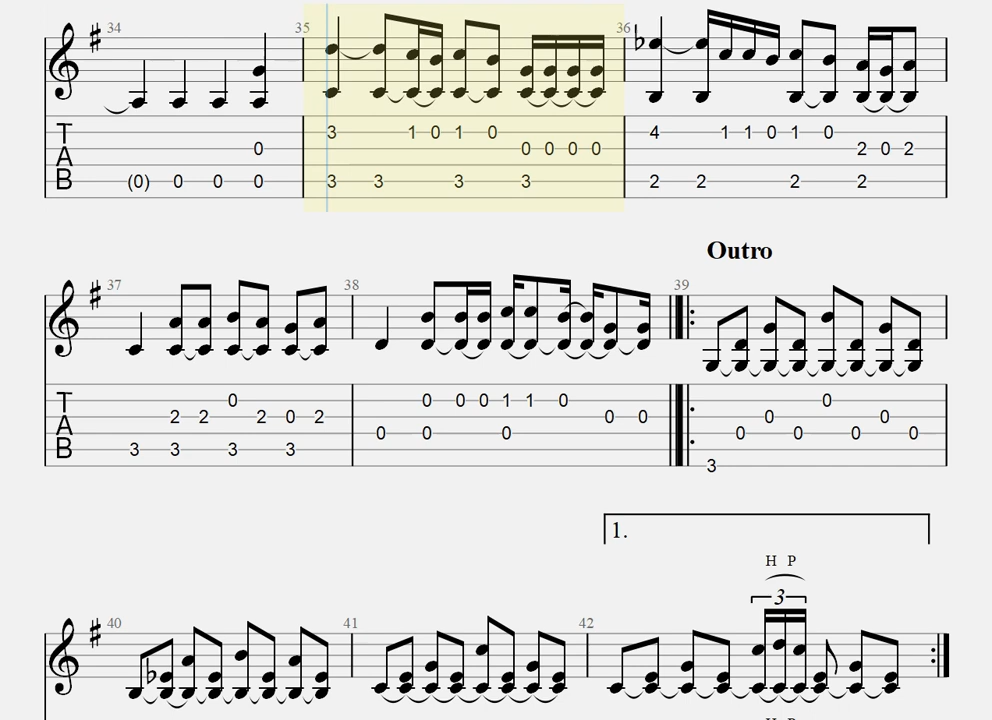 34 35 36
T 3 1 0 1 0 4 1 1 0 1 0
A 0 0 0 0 0 2 0 2
B (0) 0 0 0 3 3 3 3 2 2 2 2
Outro
37 38 39
T 0 0 0 0 1 1 0 0
A 2 2 2 0 2 0 0 0 0
0 0 0 0 0 0 0
B 3 3 3 3
3
1.
H P
3
40 41 42
H P